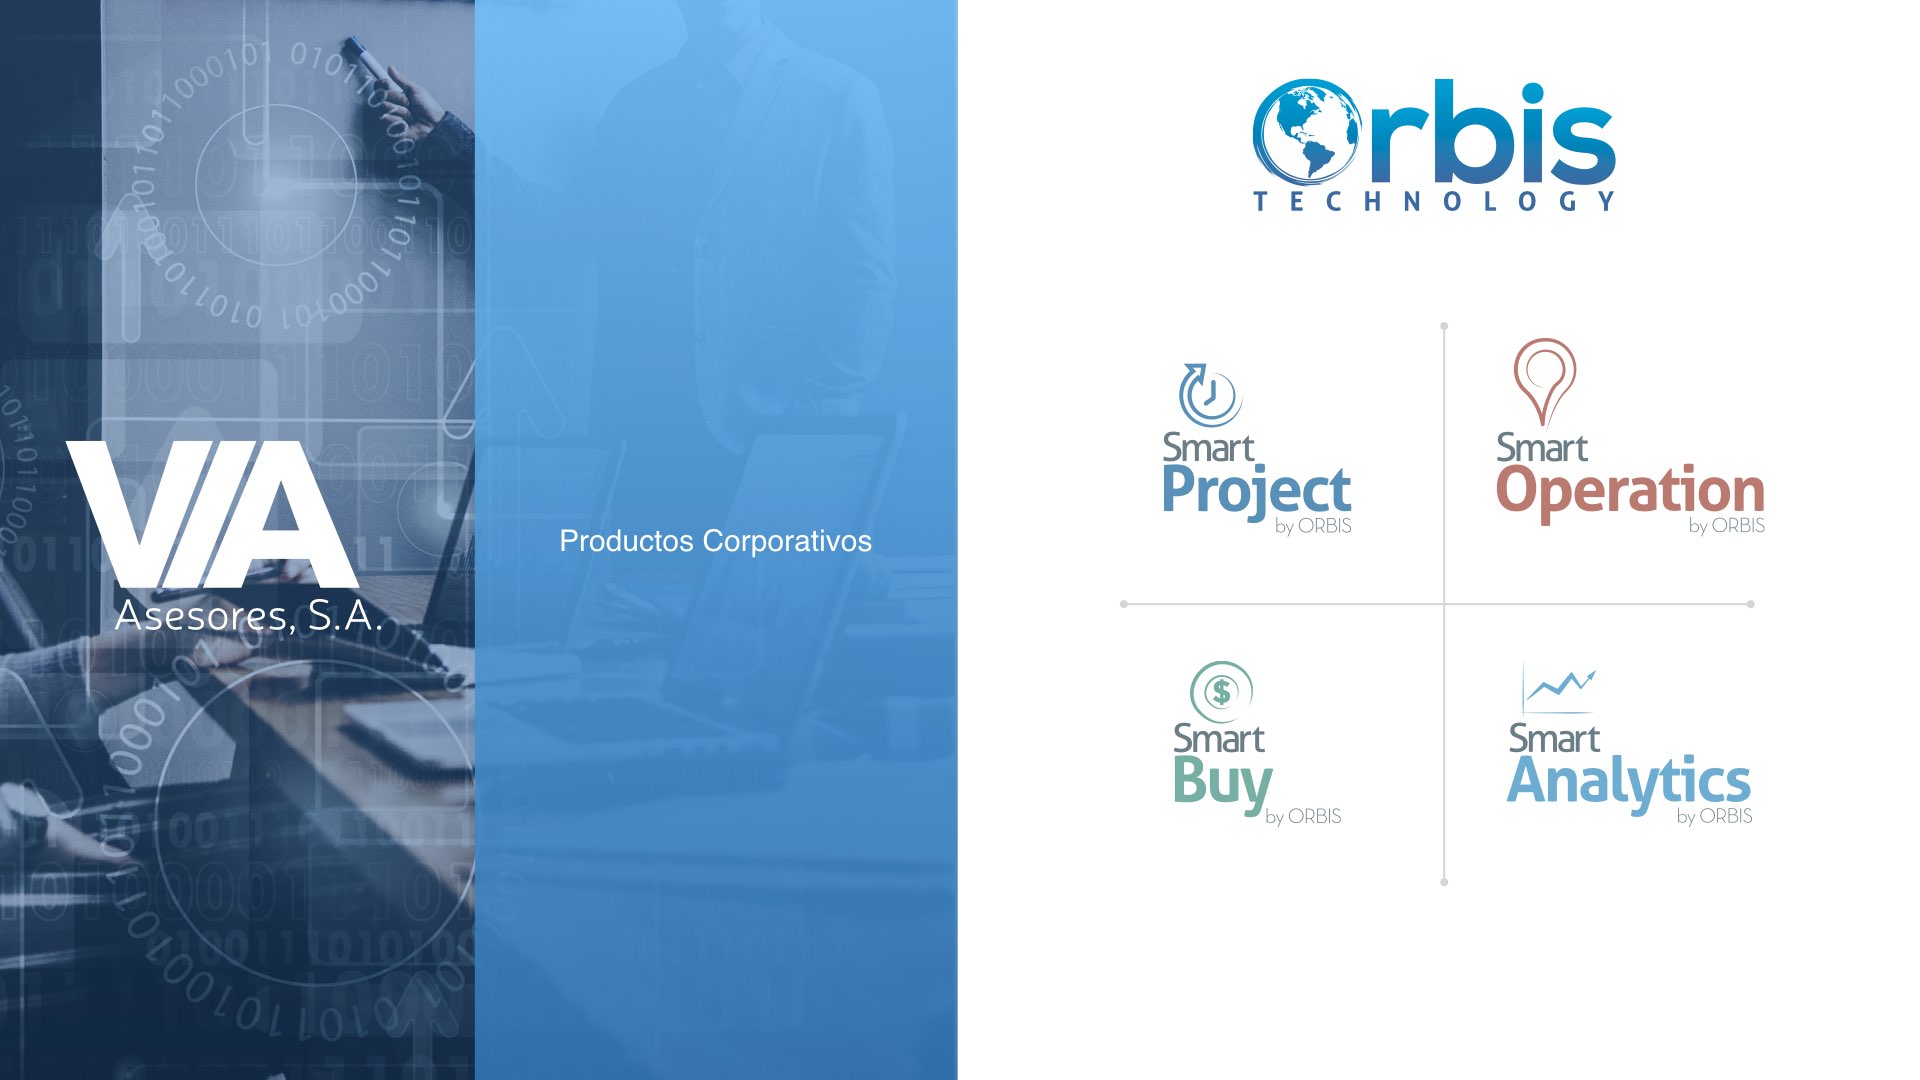 VIA
Asesores, S.A.
Productos Corporativos
Orbis
TECHNOLOGY
Smart
Project
by ORBIS
Smart
Operation
by ORBIS
Smart
Buy
by ORBIS
Smart
Analytics
by ORBIS